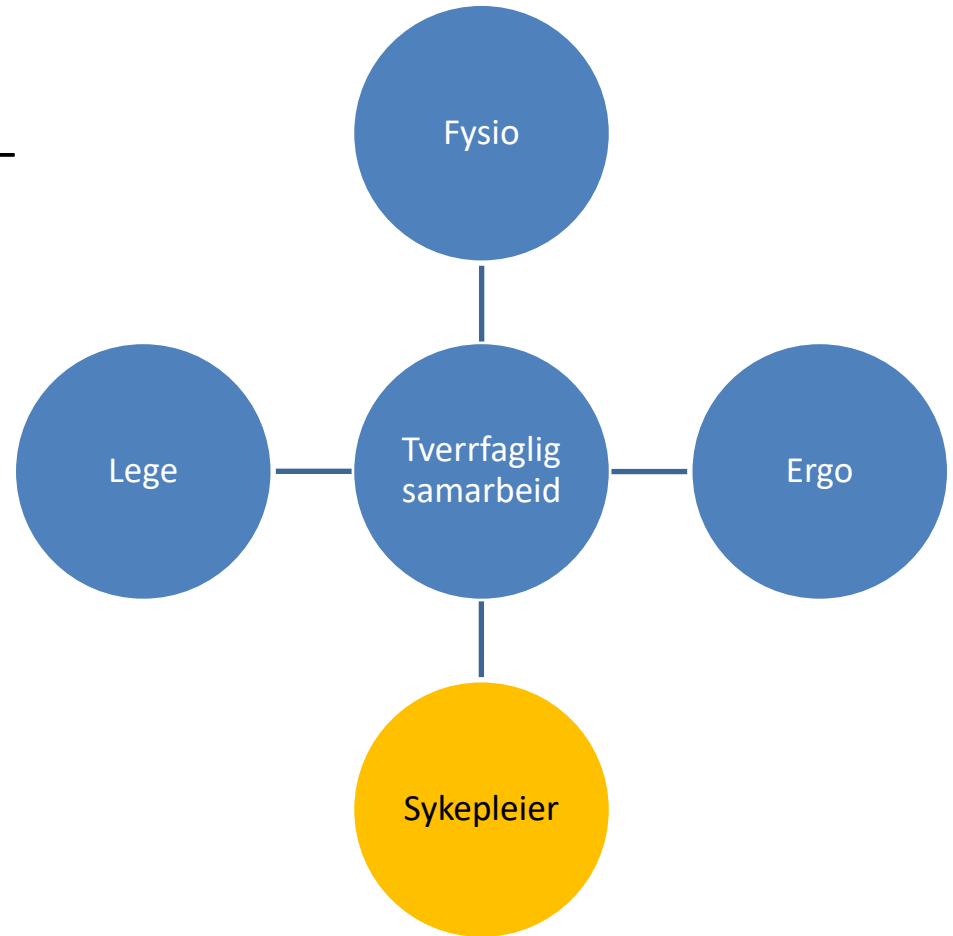 Fysio
Lege
Tverrfaglig
samarbeid
Ergo
Sykepleier